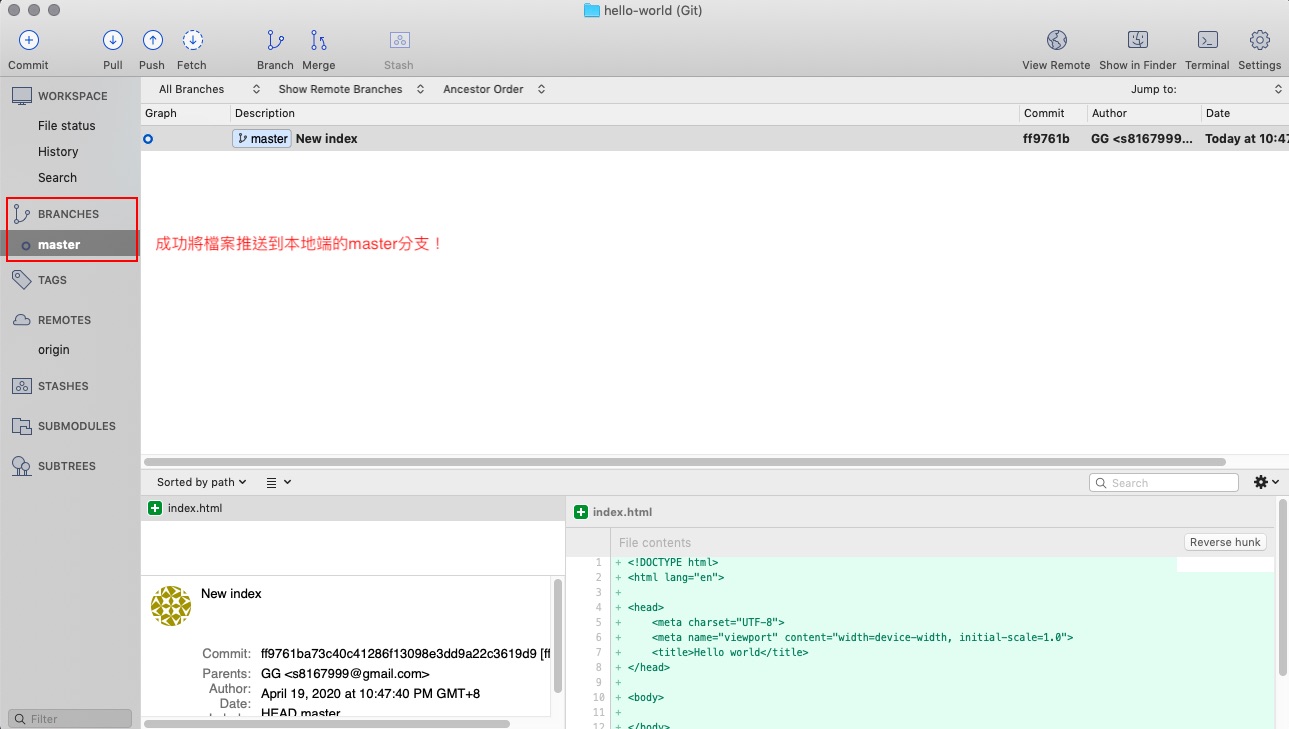 hello-world (Git)
Commit Pull Push Fetch Branch Merge Stash View Remote Show in Finder Terminal Settings
All Branches Show Remote Branches Ancestor Order Jump to:
Graph Description Commit Author Date
master New index ff9761b GG <s8167999... Today at 10:47
WORKSPACE
File status
History
Search
BRANCHES
master
成功將檔案推送到本地端的master分支！
TAGS
REMOTES
origin
STASHES
SUBMODULES
SUBTREES
Filter
Sorted by path Search
index.html
New index
Commit: ff9761ba73c40c41286f13098e3dd9a22c3619d9 [ff
Parents: GG <s8167999@gmail.com>
Author:
April 19, 2020 at 10:47:40 PM GMT+8
Date:
HEAD master
index.html
File contents Reverse hunk
1 + <!DOCTYPE html>
2 + <html lang="en">
3 +
4 + <head>
5 + <meta charset="UTF-8">
6 + <meta name="viewport" content="width=device-width, initial-scale=1.0">
7 + <title>Hello world</title>
8 + </head>
9 +
10 + <body>
11 +
12 + </body>